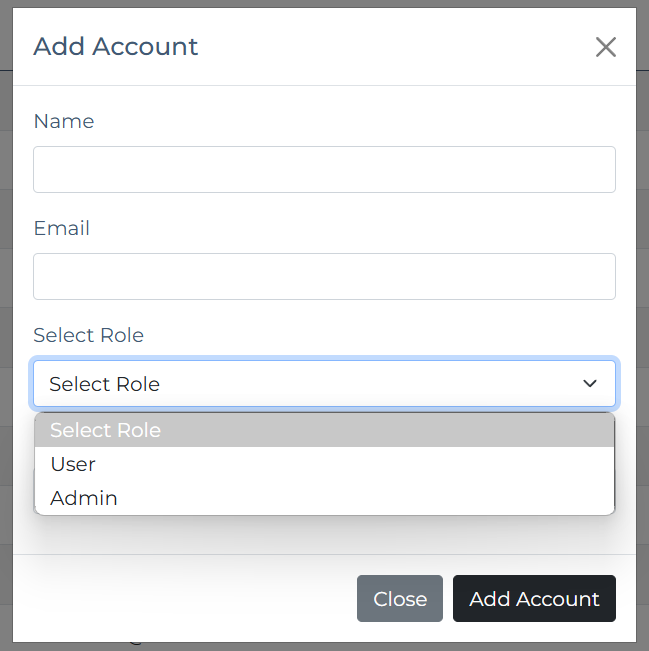 Add Account
Name
Email
Select Role
Select Role
Select Role
User
Admin
Close
Add Account